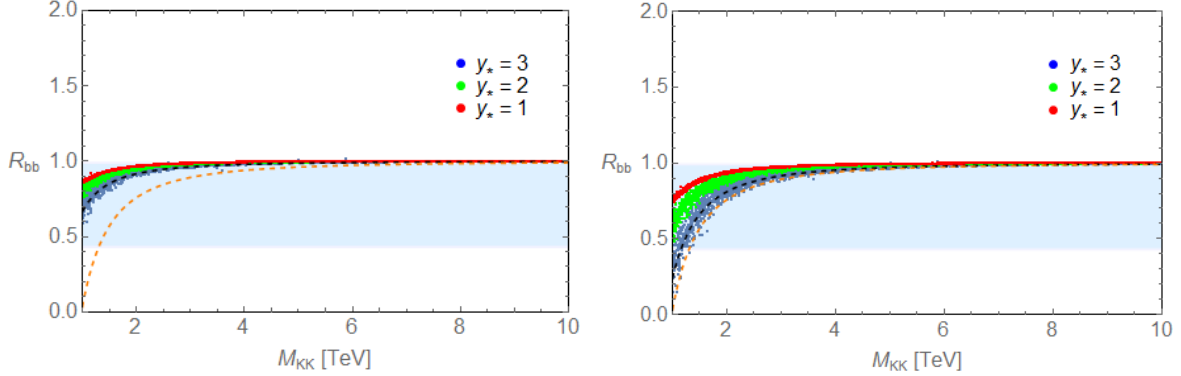 2.0
1.5
1.0
0.5
0.0
R_bb
y_* = 3
y_* = 2
y_* = 1
2
4
6
8
10
M_KK [TeV]
2.0
1.5
1.0
0.5
0.0
R_bb
y_* = 3
y_* = 2
y_* = 1
2
4
6
8
10
M_KK [TeV]